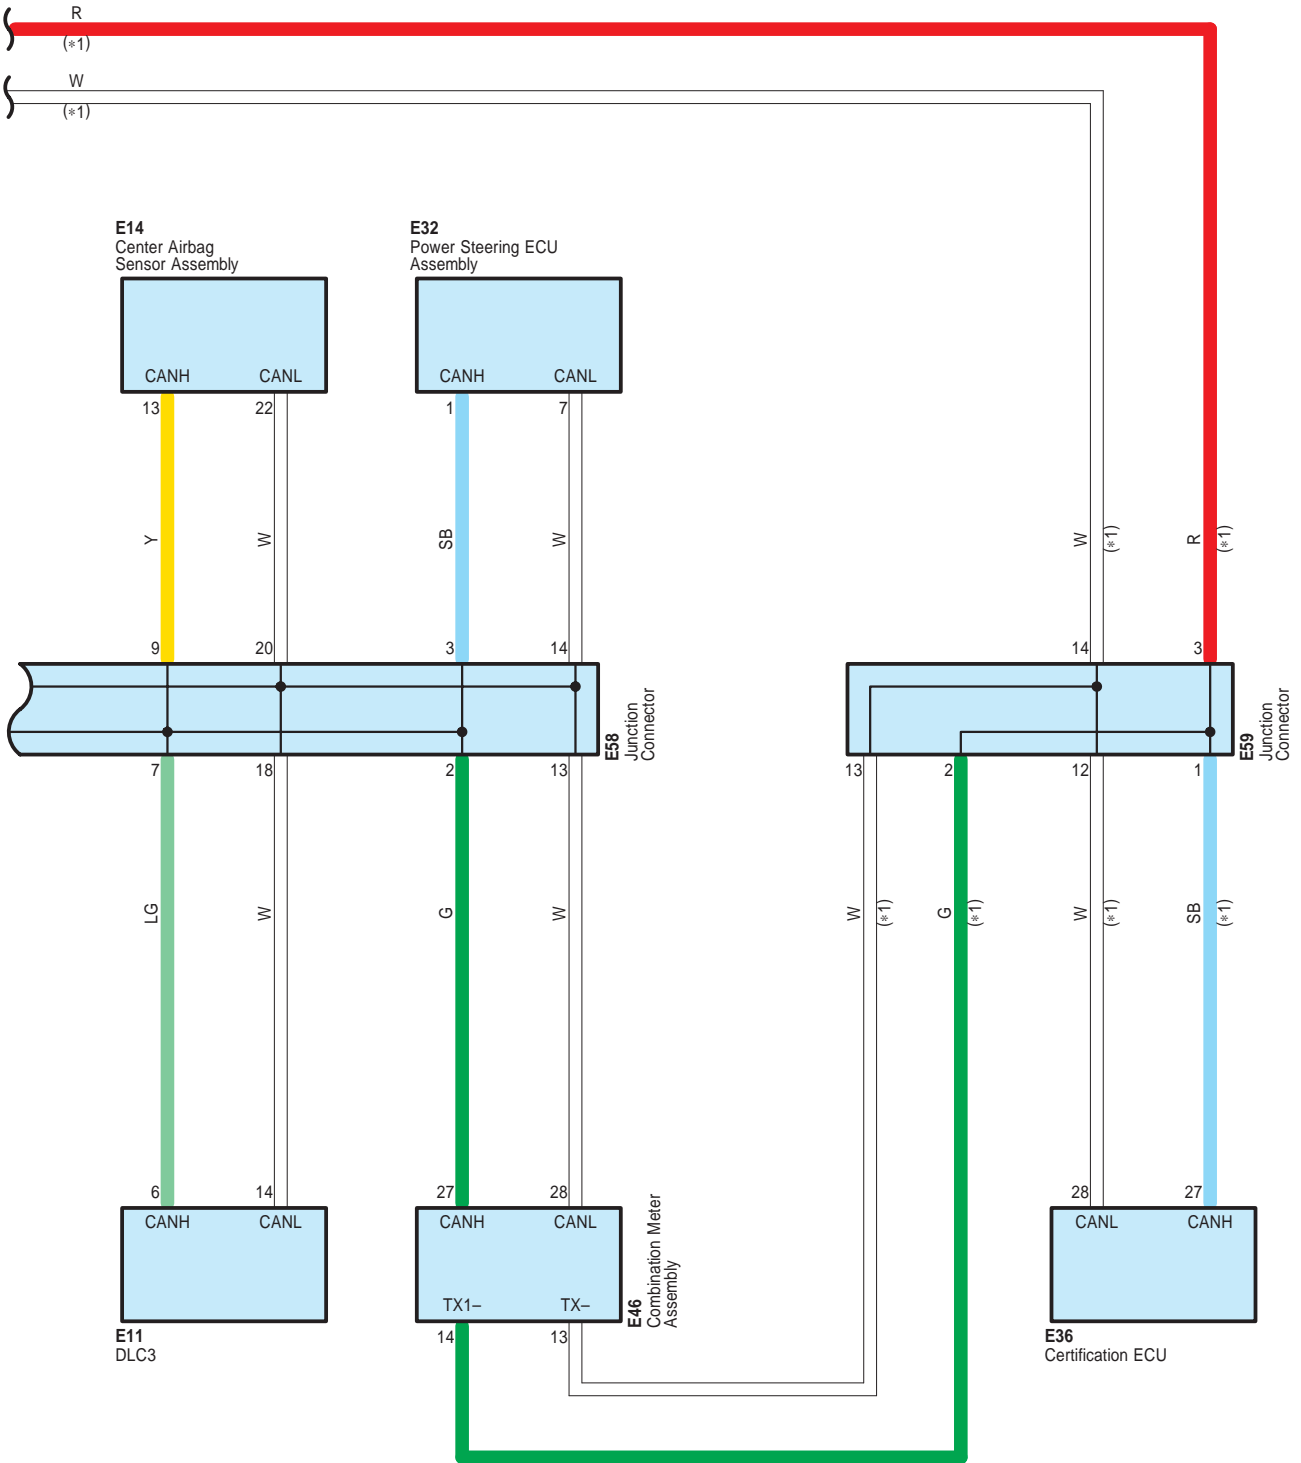 R
(*1)
W
(*1)
E14
Center Airbag
Sensor Assembly
E32
Power Steering ECU
Assembly
CANH
CANL
CANH
CANL
13
22
1
7
Y
W
SB
W
W
(*1)
R
(*1)
9
20
3
14
14
3
E58
Junction
Connector
E59
Junction
Connector
7
18
2
13
13
2
12
1
LG
W
G
W
W
(*1)
G
(*1)
W
(*1)
SB
(*1)
6
14
27
28
28
27
CANH
CANL
CANH
CANL
CANL
CANH
TX1–
TX–
E46
Combination Meter
Assembly
E11
DLC3
14
13
E36
Certification ECU